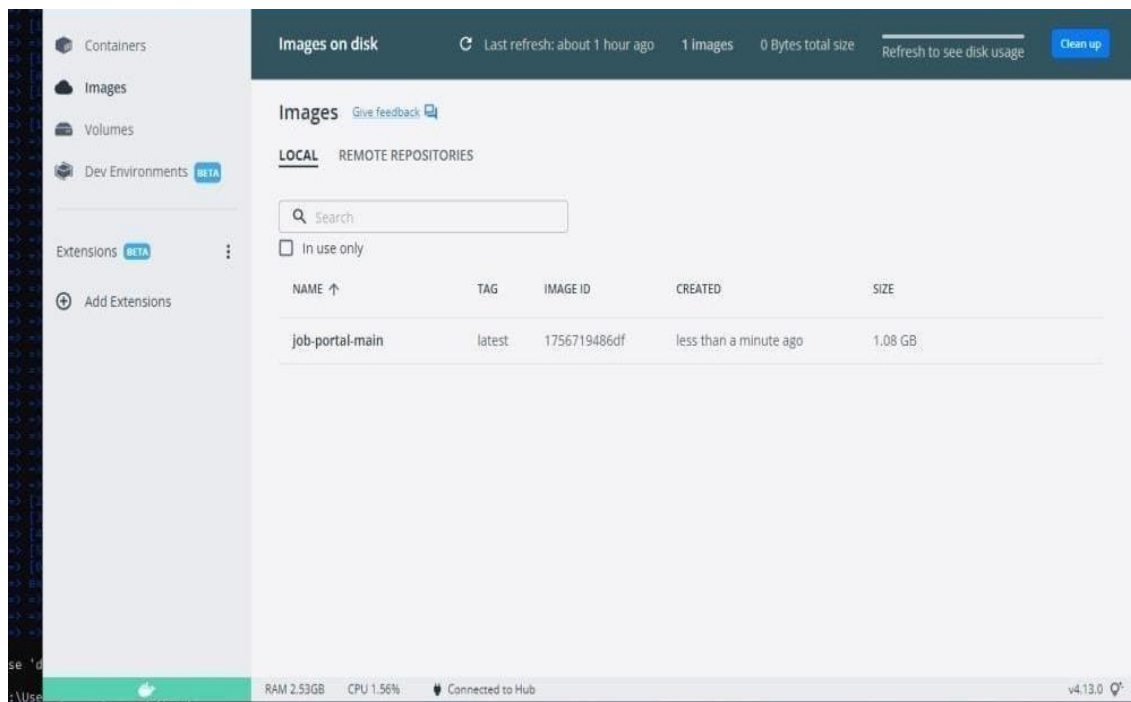 Containers
Images
Volumes
Dev Environments BETA
Extensions BETA
Add Extensions
Images on disk Last refresh: about 1 hour ago 1 images 0 Bytes total size Refresh to see disk usage Clean up
Images Give feedback
LOCAL REMOTE REPOSITORIES
Search
In use only
NAME TAG IMAGE ID CREATED SIZE
job-portal-main latest 1756719486df less than a minute ago 1.08 GB
se 'd
:\Use
RAM 2.53GB CPU 1.56% Connected to Hub v4.13.0